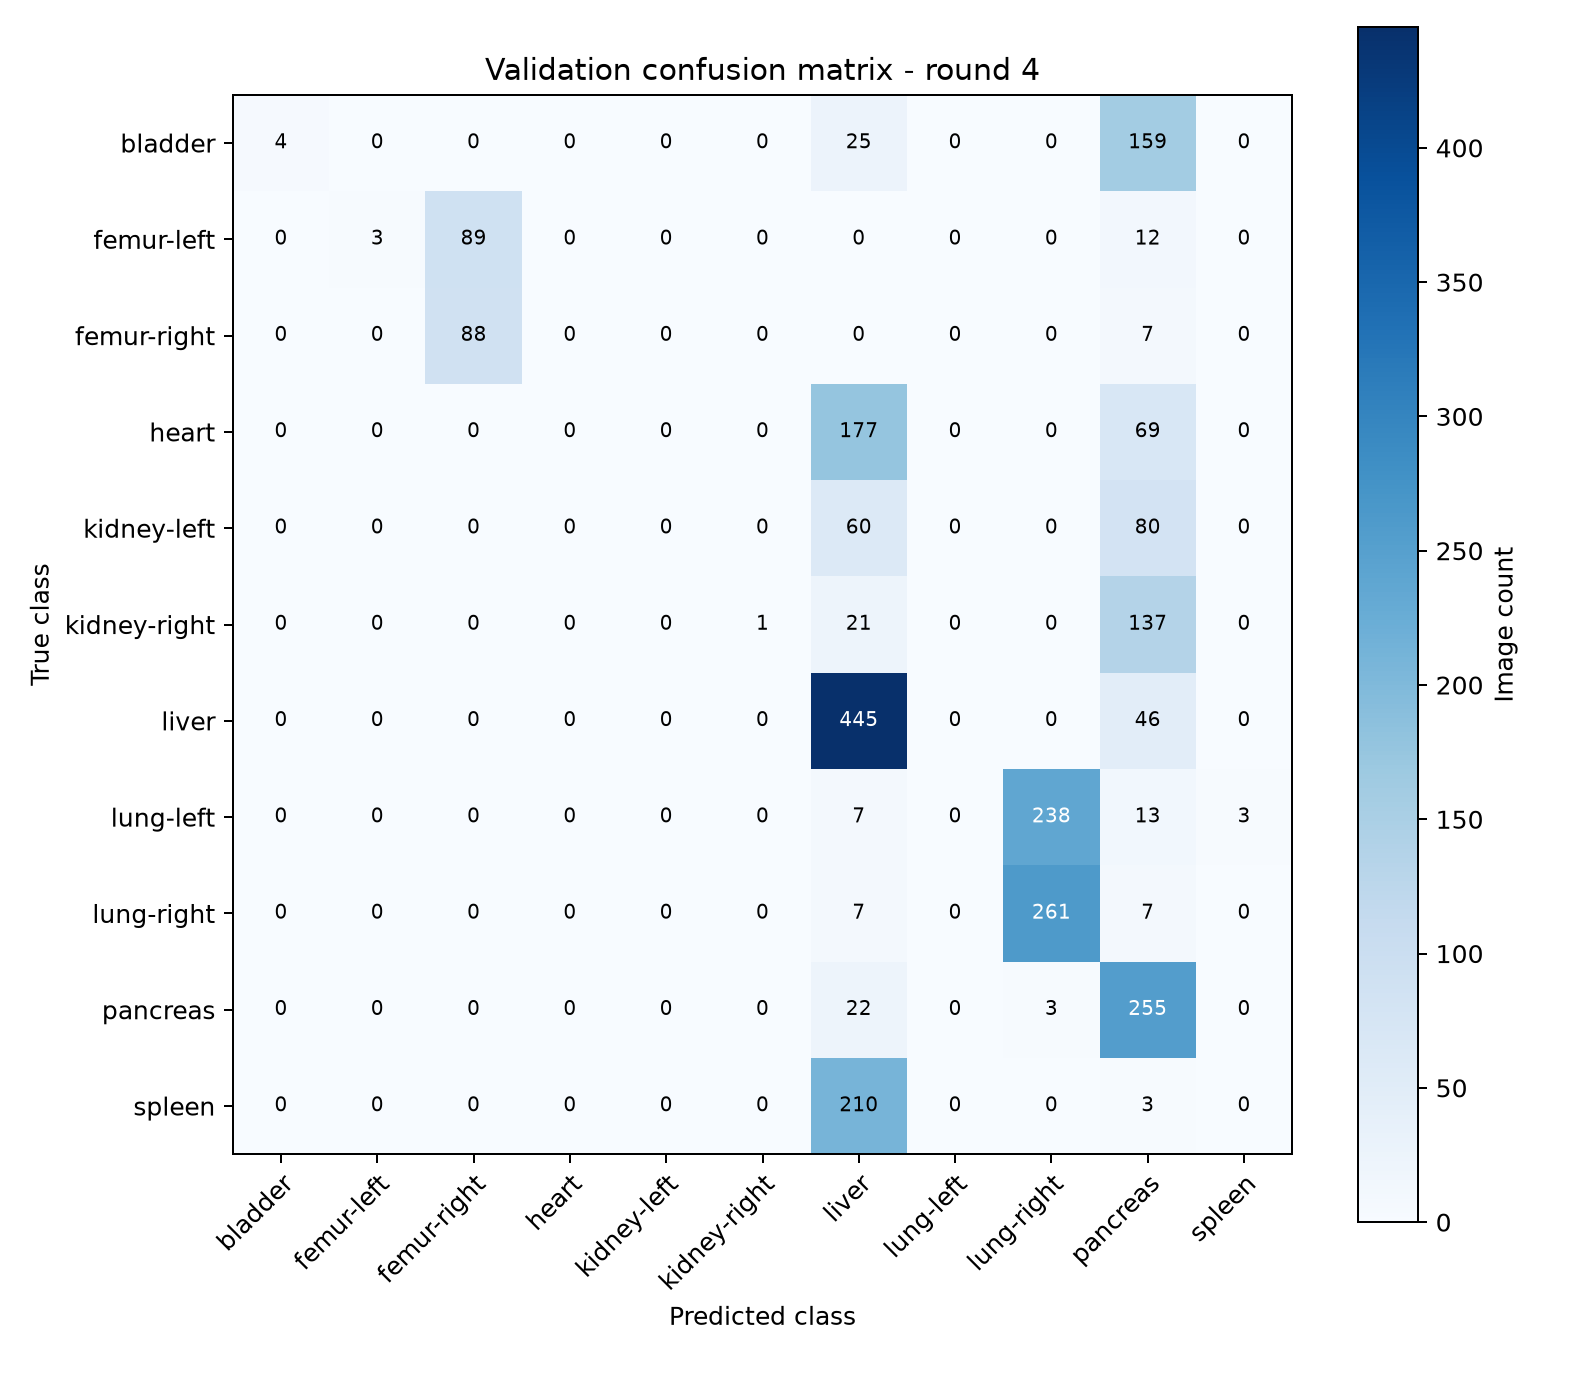 Validation confusion matrix - round 4
bladder 4 0 0 0 0 0 25 0 0 159 0
femur-left 0 3 89 0 0 0 0 0 0 12 0
femur-right 0 0 88 0 0 0 0 0 0 7 0
heart 0 0 0 0 0 0 177 0 0 69 0
kidney-left 0 0 0 0 0 0 60 0 0 80 0
kidney-right 0 0 0 0 0 1 21 0 0 137 0
liver 0 0 0 0 0 0 445 0 0 46 0
lung-left 0 0 0 0 0 0 7 0 238 13 3
lung-right 0 0 0 0 0 0 7 0 261 7 0
pancreas 0 0 0 0 0 0 22 0 3 255 0
spleen 0 0 0 0 0 0 210 0 0 3 0
True class
bladder femur-left femur-right heart kidney-left kidney-right liver lung-left lung-right pancreas spleen
Predicted class
400
350
300
250
200
150
100
50
0
Image count